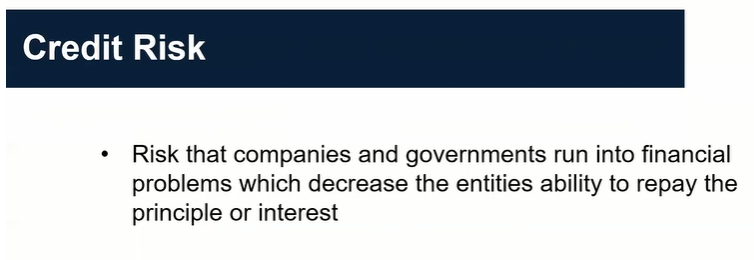 Credit Risk
• Risk that companies and governments run into financial
problems which decrease the entities ability to repay the
principle or interest